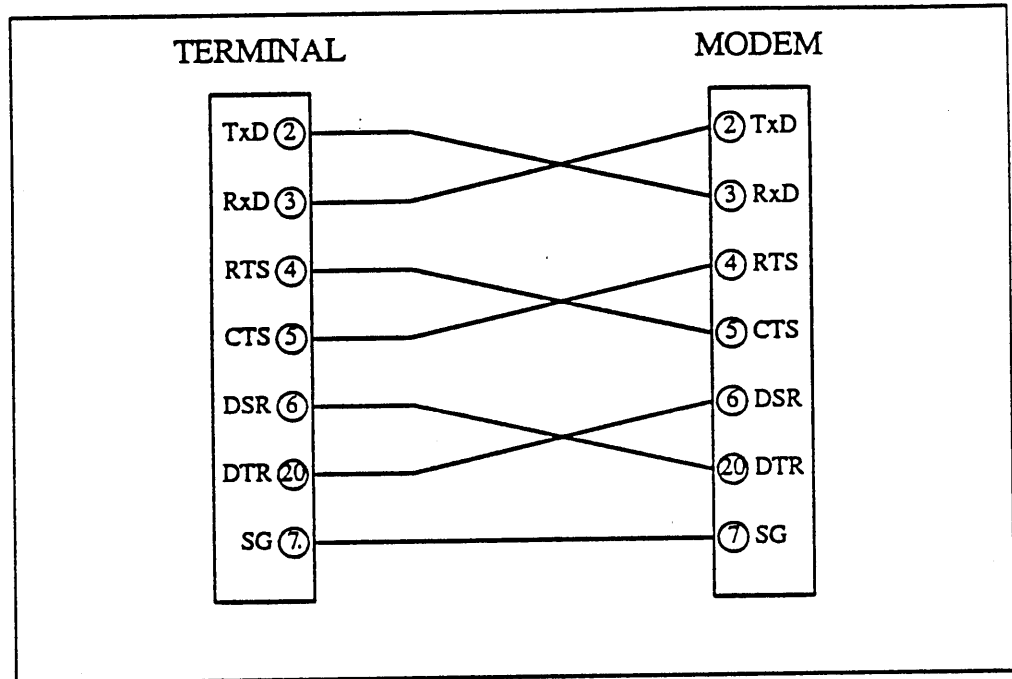 TERMINAL
MODEM
TxD 2
RxD 3
RTS 4
CTS 5
DSR 6
DTR 20
SG 7.
2 TxD
3 RxD
4 RTS
5 CTS
6 DSR
20 DTR
7 SG